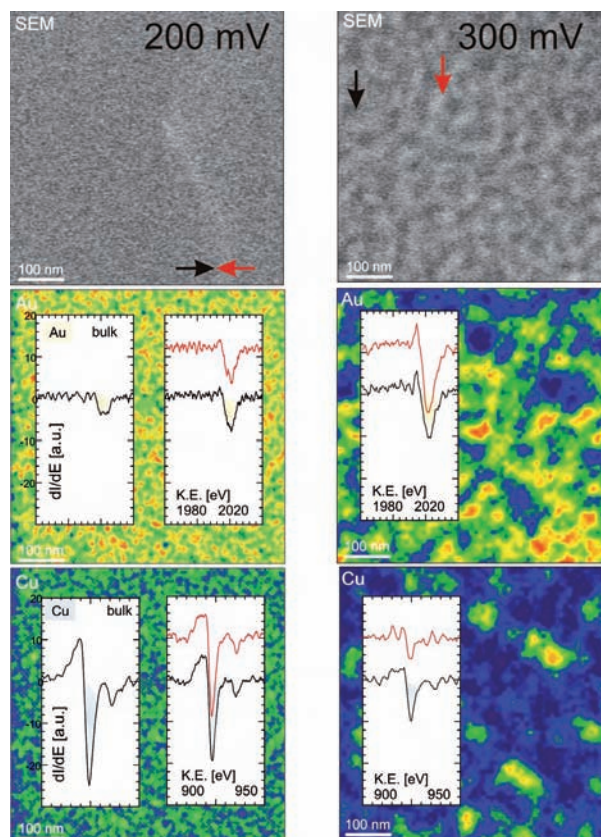 SEM
200 mV
100 nm
SEM
300 mV
100 nm
Au
20
10
0
-10
-20
dI/dE [a.u.]
Au bulk
K.E. [eV]
1980 2020
100 nm
Au
K.E. [eV]
1980 2020
100 nm
Cu
20
10
0
-10
-20
dI/dE [a.u.]
Cu bulk
K.E. [eV]
900 950
100 nm
Cu
K.E. [eV]
900 950
100 nm